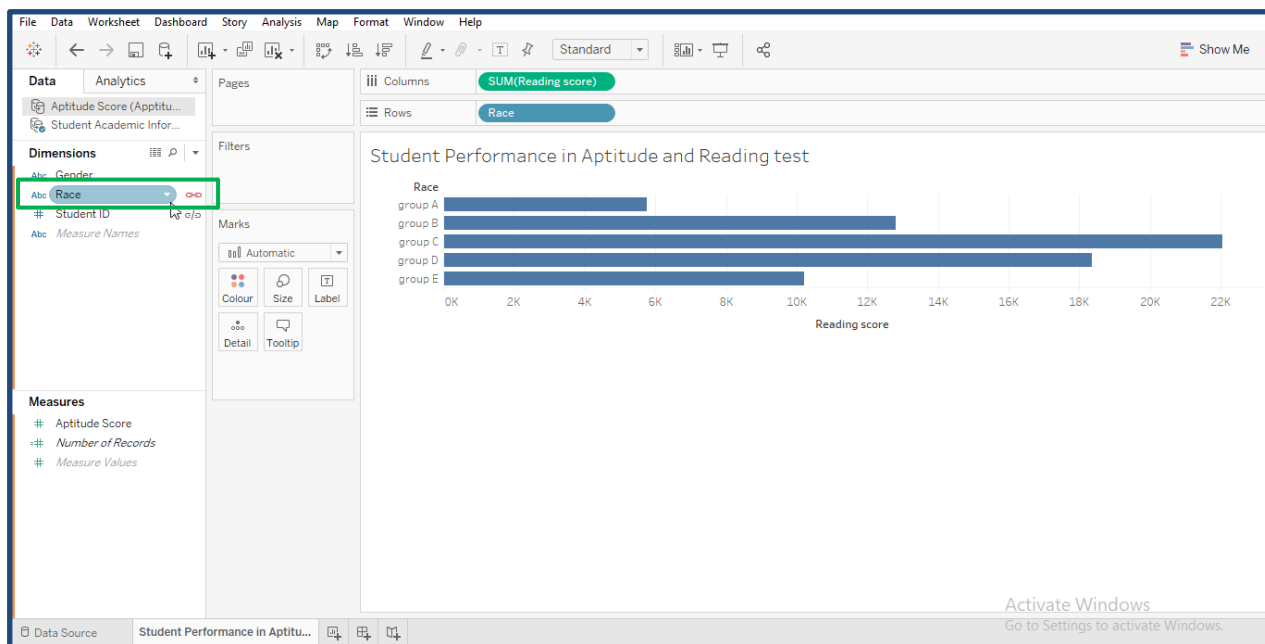 File Data Worksheet Dashboard Story Analysis Map Format Window Help
Standard
Show Me
Data Analytics
Aptitude Score (Apptitu...
Student Academic Infor...
Dimensions
Abc Gender
Abc Race
# Student ID
Abc Measure Names
Measures
# Aptitude Score
=# Number of Records
# Measure Values
Pages
Filters
Marks
Automatic
Colour Size Label
Detail Tooltip
Columns SUM(Reading score)
Rows Race
Student Performance in Aptitude and Reading test
Race
group A
group B
group C
group D
group E
0K 2K 4K 6K 8K 10K 12K 14K 16K 18K 20K 22K
Reading score
Activate Windows
Go to Settings to activate Windows.
Data Source Student Performance in Aptitu...